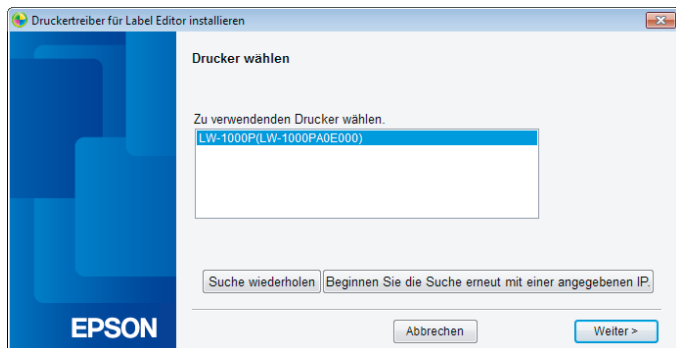 Druckertreiber für Label Editor installieren
Drucker wählen
Zu verwendenden Drucker wählen.
LW-1000P(LW-1000PA0E000)
Suche wiederholen Beginnen Sie die Suche erneut mit einer angegebenen IP.
EPSON
Abbrechen Weiter >